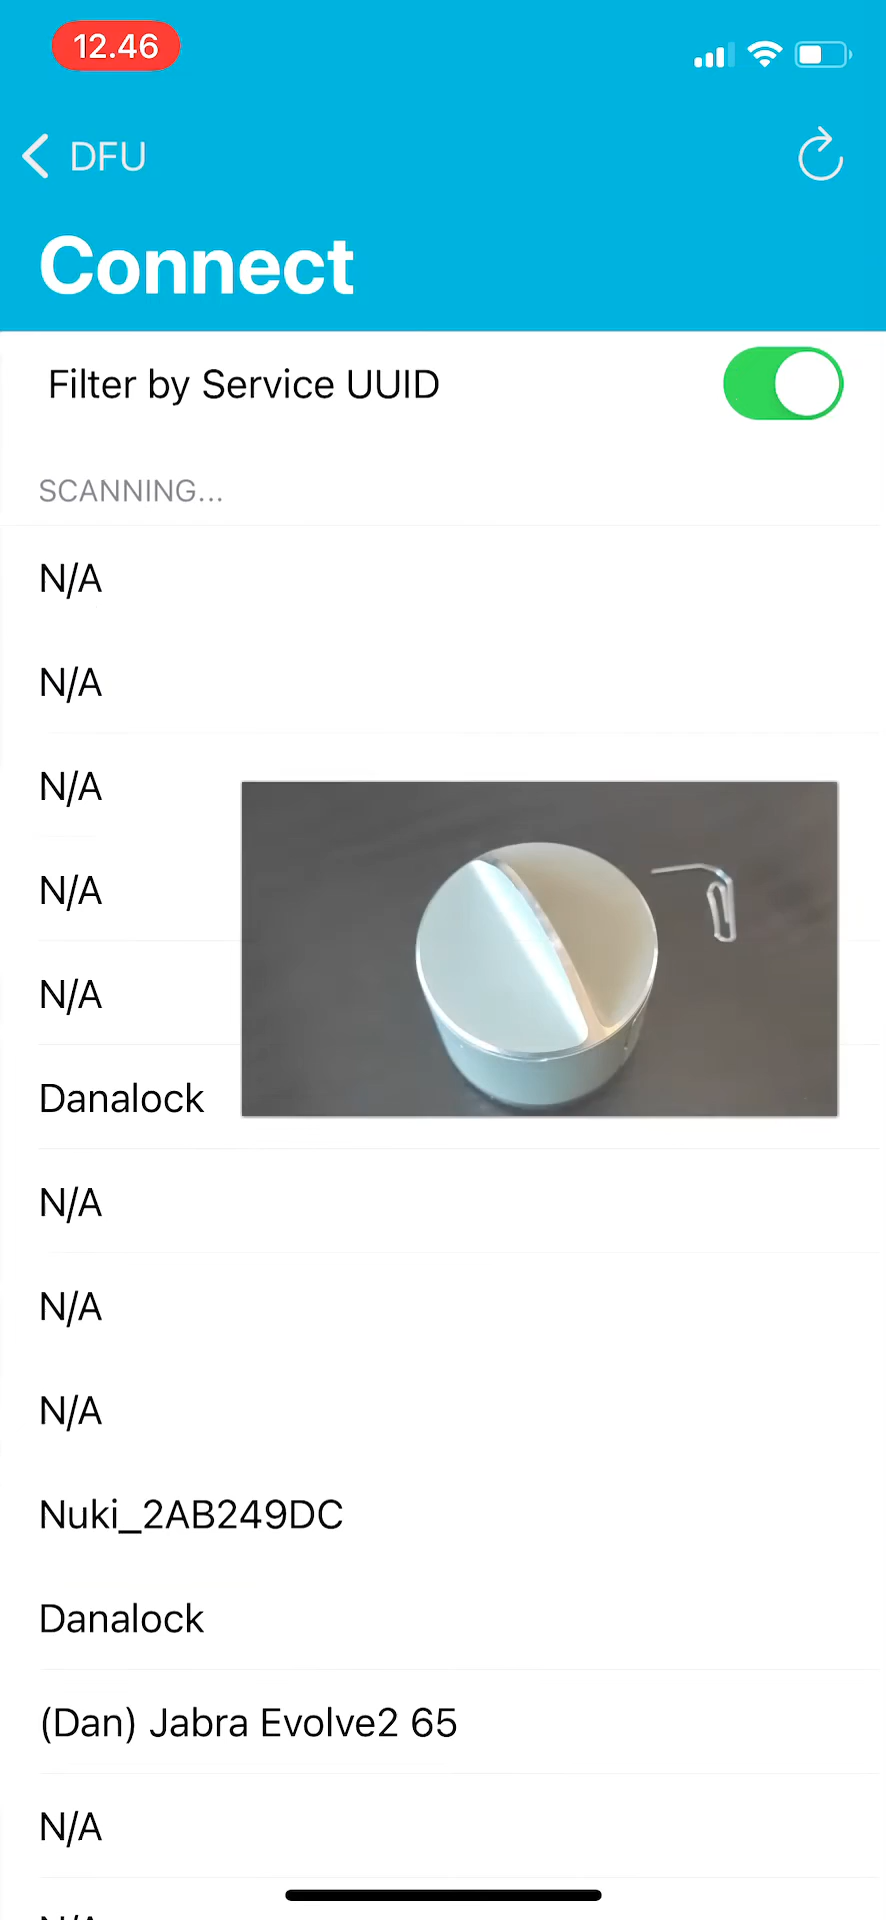 12.46
DFU
Connect
Filter by Service UUID
SCANNING...
N/A
N/A
N/A
N/A
N/A
Danalock
N/A
N/A
N/A
Nuki_2AB249DC
Danalock
(Dan) Jabra Evolve2 65
N/A